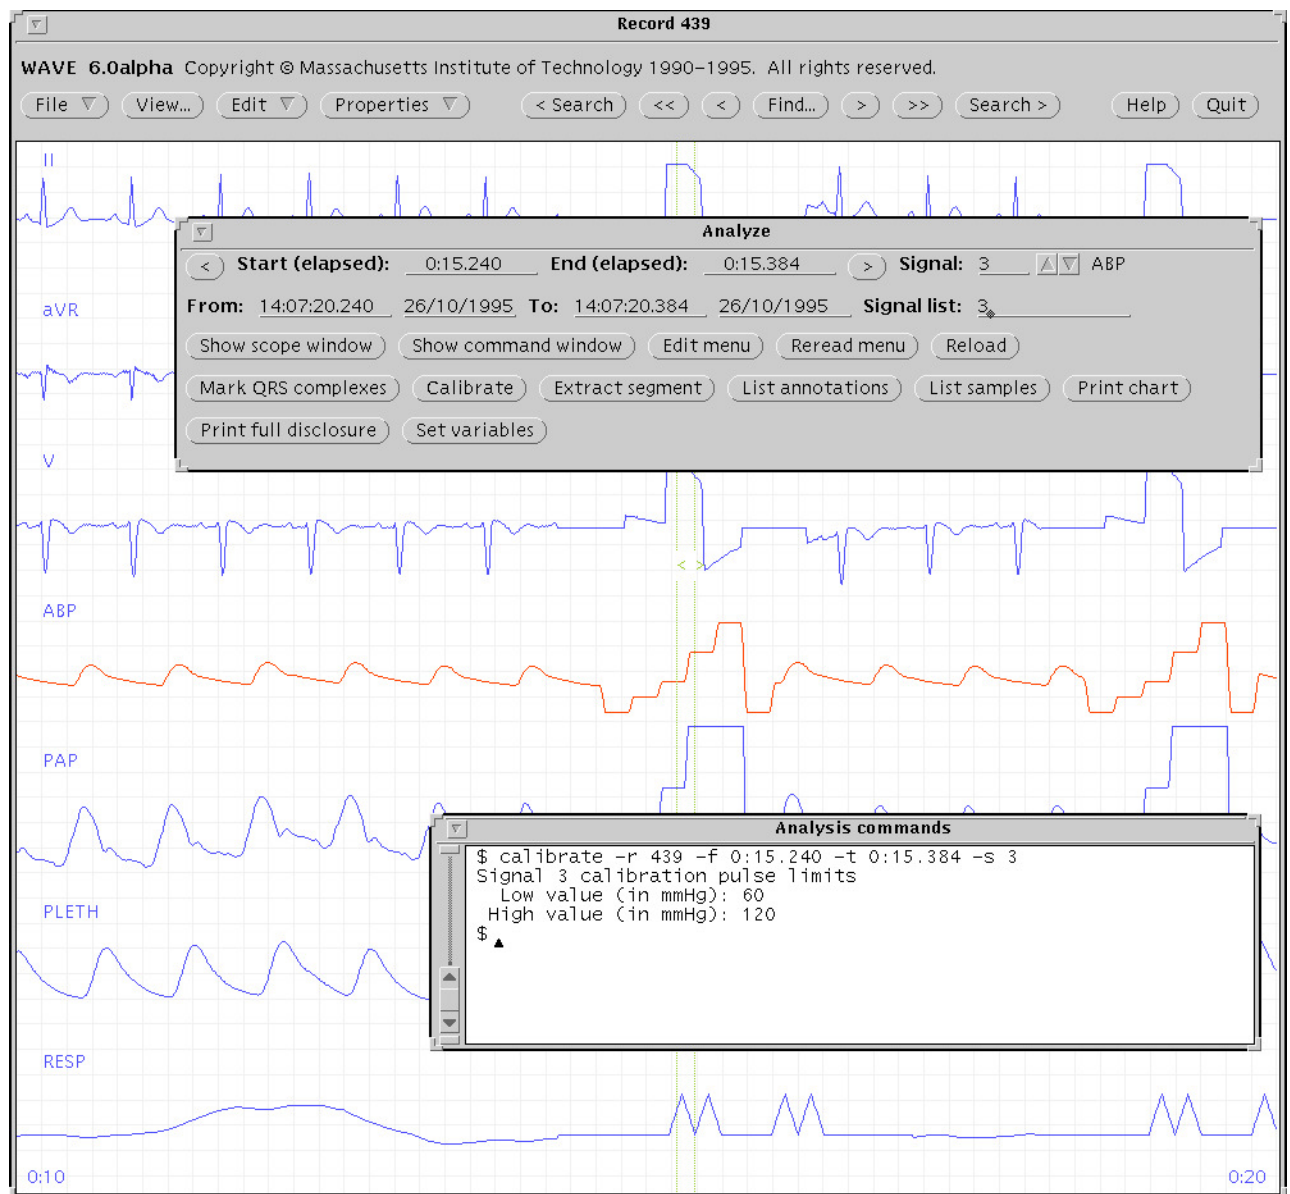 Record 439
WAVE 6.0alpha Copyright © Massachusetts Institute of Technology 1990–1995. All rights reserved.
File View... Edit Properties < Search << < Find... > >> Search > Help Quit
II
Analyze
< Start (elapsed): 0:15.240 End (elapsed): 0:15.384 > Signal: 3 ABP
From: 14:07:20.240 26/10/1995 To: 14:07:20.384 26/10/1995 Signal list: 3
Show scope window Show command window Edit menu Reread menu Reload
Mark QRS complexes Calibrate Extract segment List annotations List samples Print chart
Print full disclosure Set variables
aVR
V
< >
ABP
PAP
Analysis commands
$ calibrate –r 439 –f 0:15.240 –t 0:15.384 –s 3
Signal 3 calibration pulse limits
Low value (in mmHg): 60
High value (in mmHg): 120
$
PLETH
RESP
0:10 0:20